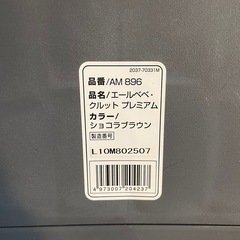 2037-70331M
品番/AM 896
品名/エールベベ・
クルット プレミアム
カラー/
ショコラブラウン
製造番号
L10M802507
4973007204237